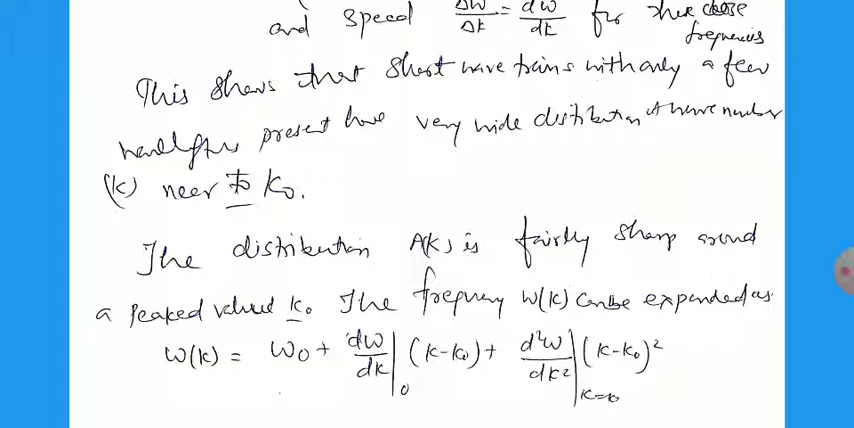 and speed Δω/Δk = dω/dk for these close
frequencies
This shows that short wave trains with only a few
wavelengths present have very wide distribution of wave number
(k) near to k₀.
The distribution A(k) is fairly sharp around
a peaked valued k₀. The frequency ω(k) can be expanded as
ω(k) = ω₀ + dω/dk|₀ (k-k₀) + d²ω/dk²|ₖ₌ₖ₀ (k-k₀)²